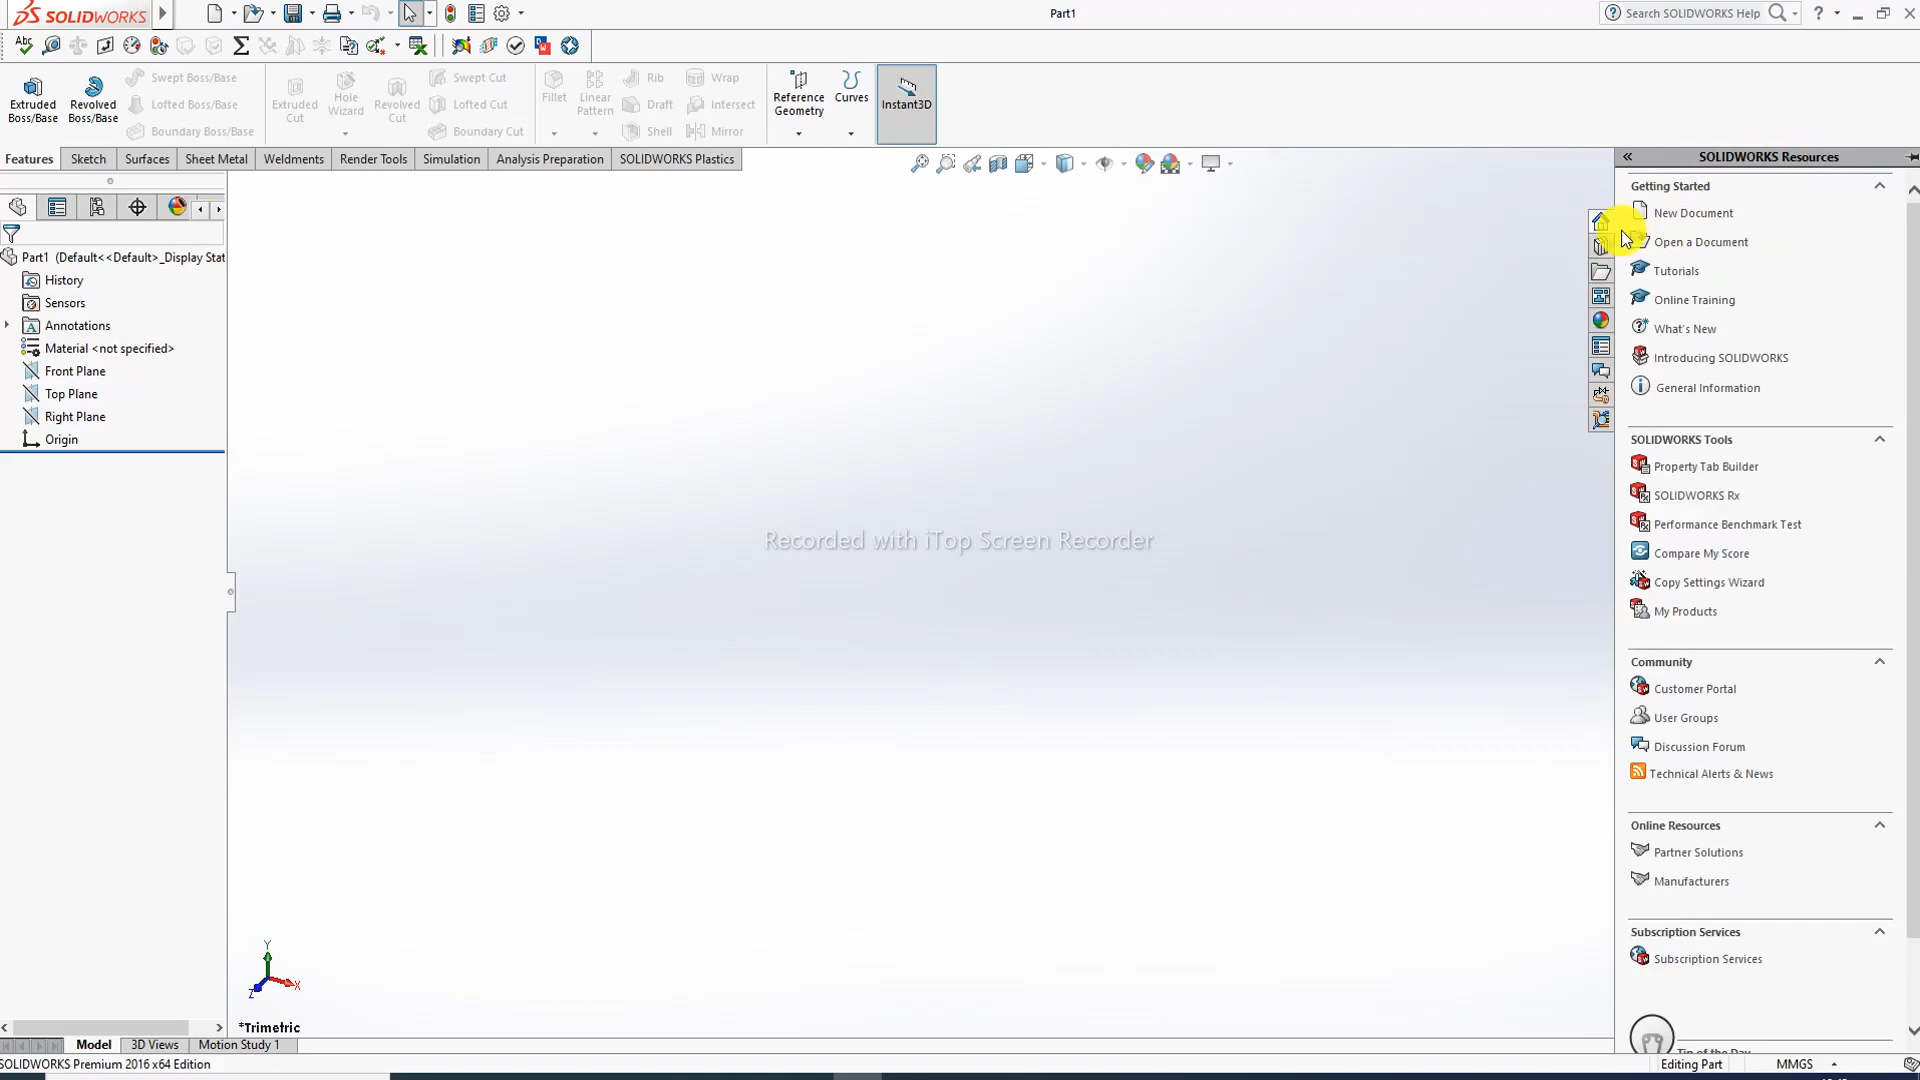 SOLIDWORKS
Part1
Search SOLIDWORKS Help
Abc
Extruded Boss/Base
Revolved Boss/Base
Swept Boss/Base
Lofted Boss/Base
Boundary Boss/Base
Extruded Cut
Hole Wizard
Revolved Cut
Swept Cut
Lofted Cut
Boundary Cut
Fillet
Linear Pattern
Rib
Draft
Shell
Wrap
Intersect
Mirror
Reference Geometry
Curves
Instant3D
Features
Sketch
Surfaces
Sheet Metal
Weldments
Render Tools
Simulation
Analysis Preparation
SOLIDWORKS Plastics
Part1 (Default<<Default>_Display Stat
History
Sensors
Annotations
Material <not specified>
Front Plane
Top Plane
Right Plane
Origin
Recorded with iTop Screen Recorder
Y
X
Z
*Trimetric
SOLIDWORKS Resources
Getting Started
New Document
Open a Document
Tutorials
Online Training
What's New
Introducing SOLIDWORKS
General Information
SOLIDWORKS Tools
Property Tab Builder
SOLIDWORKS Rx
Performance Benchmark Test
Compare My Score
Copy Settings Wizard
My Products
Community
Customer Portal
User Groups
Discussion Forum
Technical Alerts & News
Online Resources
Partner Solutions
Manufacturers
Subscription Services
Subscription Services
Tip of the Day
Model
3D Views
Motion Study 1
SOLIDWORKS Premium 2016 x64 Edition
Editing Part
MMGS